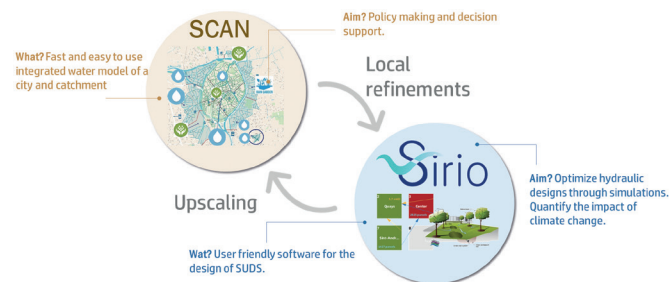 SCAN
Aim? Policy making and decision
support.
What? Fast and easy to use
integrated water model of a
city and catchment
Local
refinements
Sirio
Aim? Optimize hydraulic
designs through simulations.
Quantify the impact of
climate change.
Upscaling
Wat? User friendly software for the
design of SUDS.